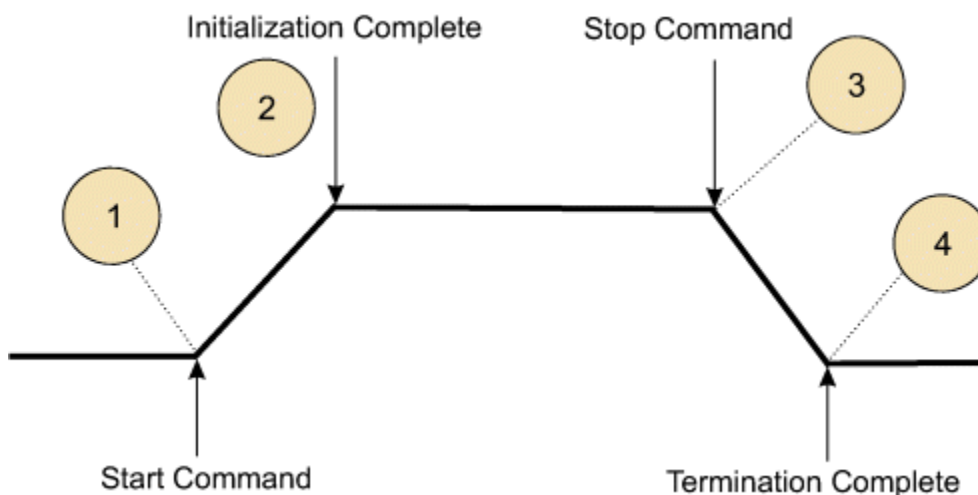 Initialization Complete
Stop Command
2
3
1
4
Start Command
Termination Complete